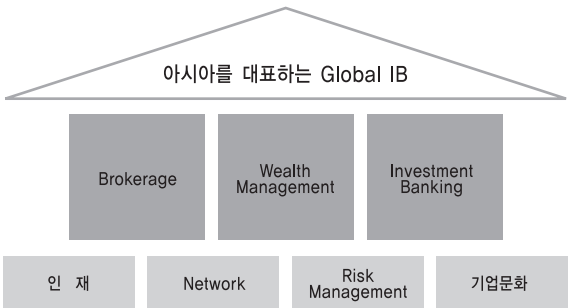 아시아를 대표하는 Global IB
Brokerage
Wealth
Management
Investment
Banking
인 재
Network
Risk
Management
기업문화